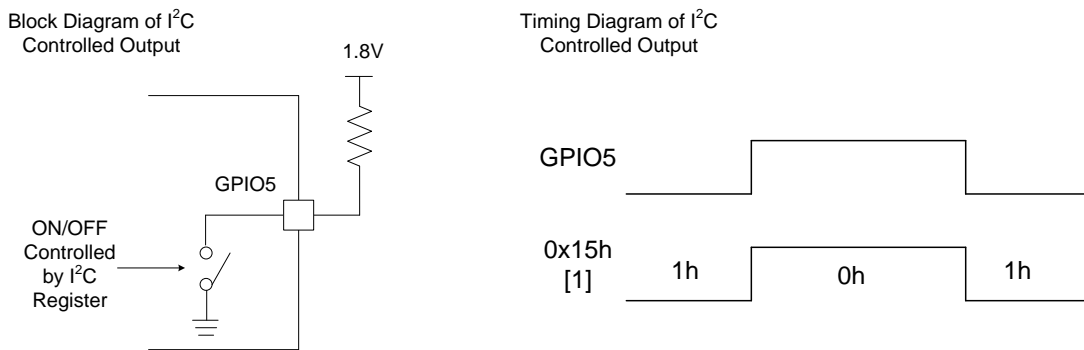 Block Diagram of I²C
Controlled Output
1.8V
GPIO5
ON/OFF
Controlled
by I²C
Register
Timing Diagram of I²C
Controlled Output
GPIO5
0x15h
[1]
1h
0h
1h